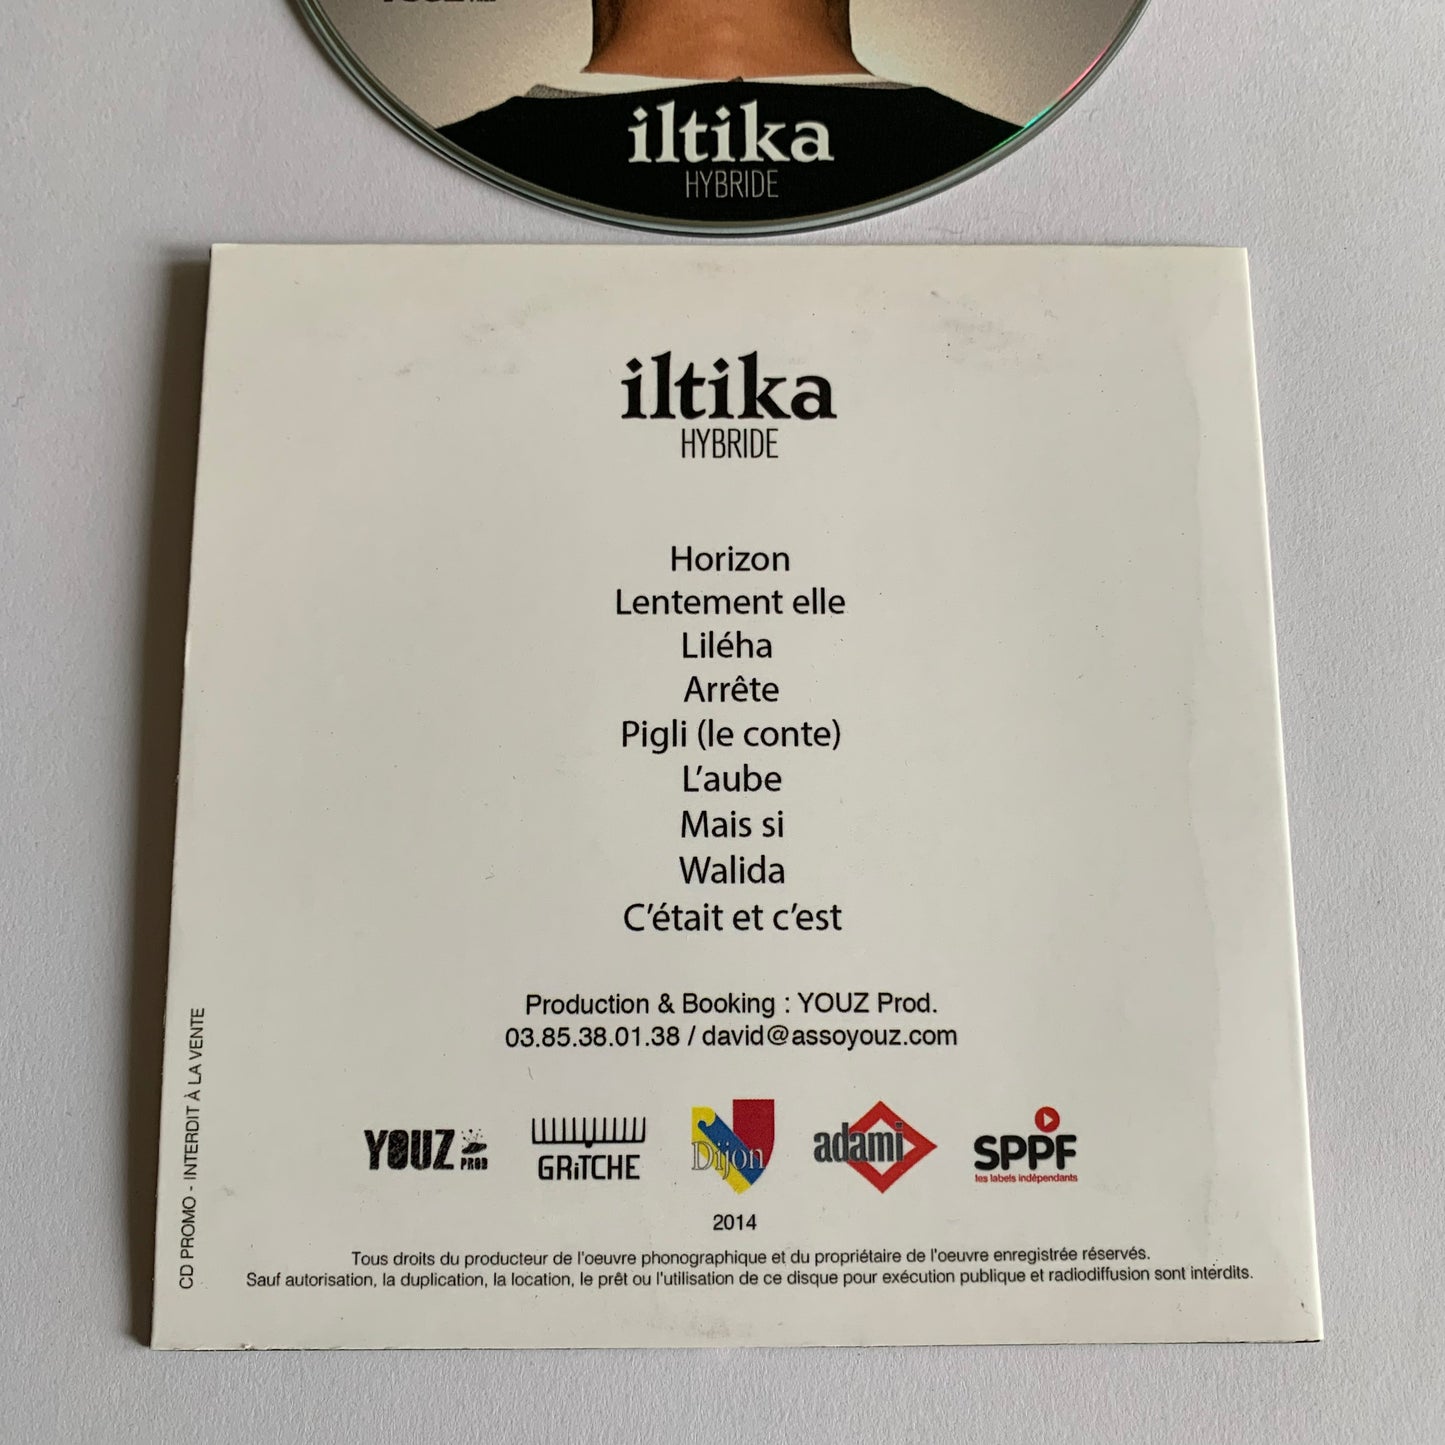 iltika
HYBRIDE
iltika
HYBRIDE
Horizon
Lentement elle
Liléha
Arrête
Pigli (le conte)
L'aube
Mais si
Walida
C'était et c'est
Production & Booking : YOUZ Prod.
03.85.38.01.38 / david@assoyouz.com
CD PROMO - INTERDIT À LA VENTE
YOUZ PROD
GRiTCHE
Dijon
adami
SPPF
les labels indépendants
2014
Tous droits du producteur de l'oeuvre phonographique et du propriétaire de l'oeuvre enregistrée réservés.
Sauf autorisation, la duplication, la location, le prêt ou l'utilisation de ce disque pour exécution publique et radiodiffusion sont interdits.